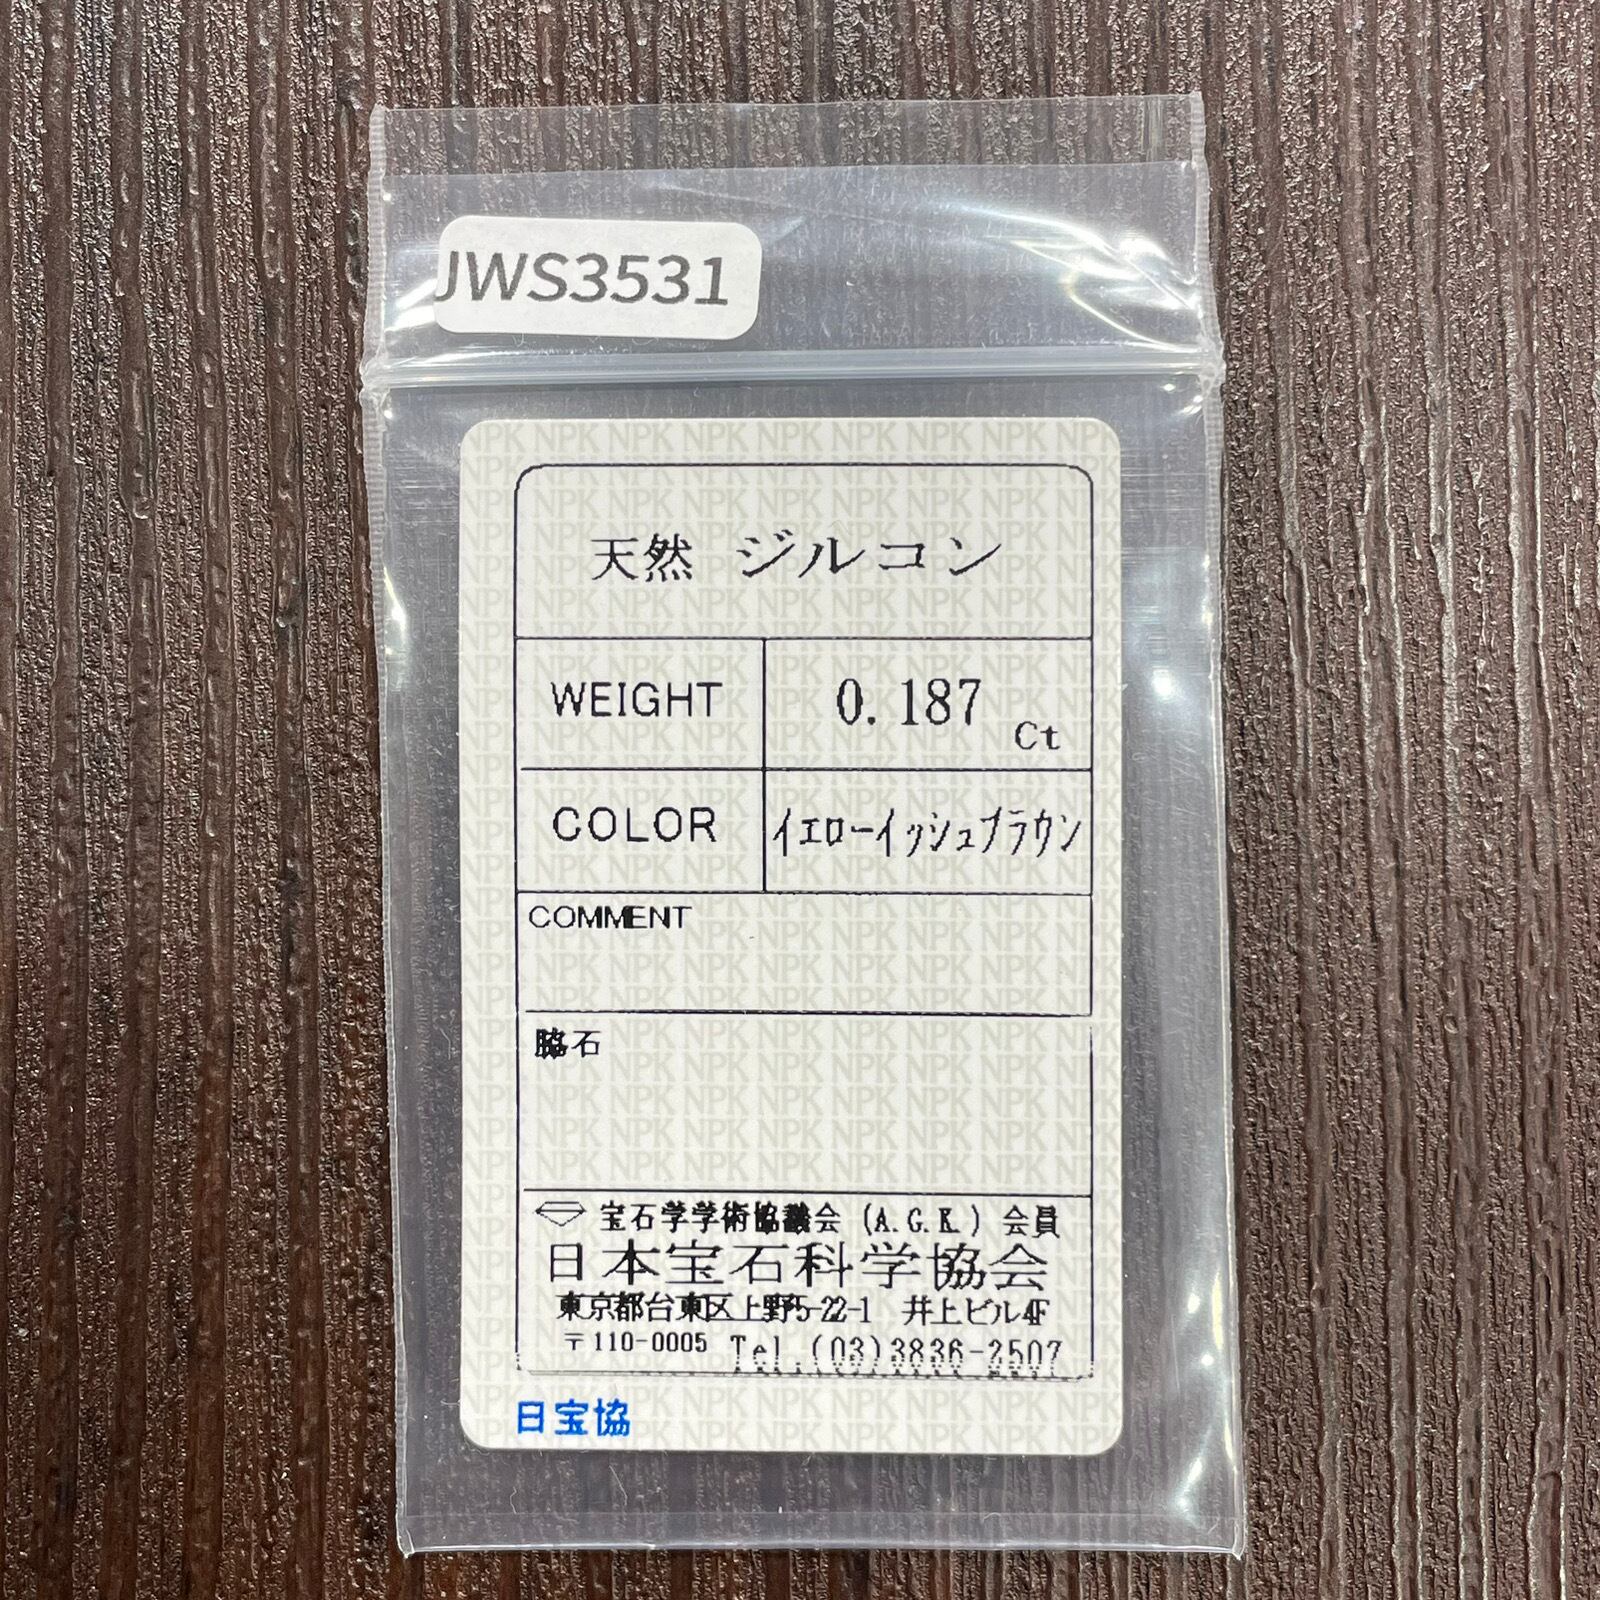 JWS3531
天然 ジルコン
WEIGHT 0.187 Ct
COLOR イエローイッシュブラウン
COMMENT
脇石
宝石学学術協議会 (A.G.K.) 会員
日本宝石科学協会
東京都台東区上野5-22-1 井上ビル4F
〒110-0005 Tel.(03)3836-2507
日宝協